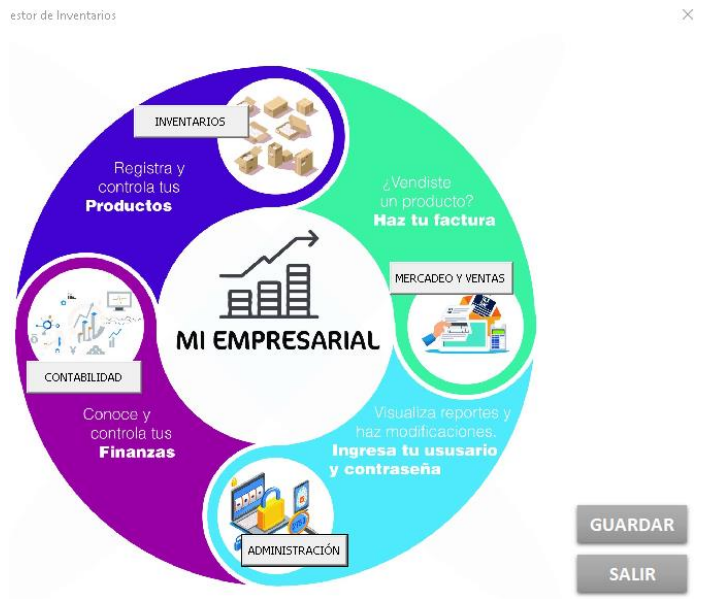 estor de Inventarios
INVENTARIOS
Registra y
controla tus
Productos
¿Vendiste
un producto?
Haz tu factura
MERCADEO Y VENTAS
MI EMPRESARIAL
CONTABILIDAD
Conoce y
controla tus
Finanzas
Visualiza reportes y
haz modificaciones.
Ingresa tu ususario
y contraseña
ADMINISTRACIÓN
GUARDAR
SALIR